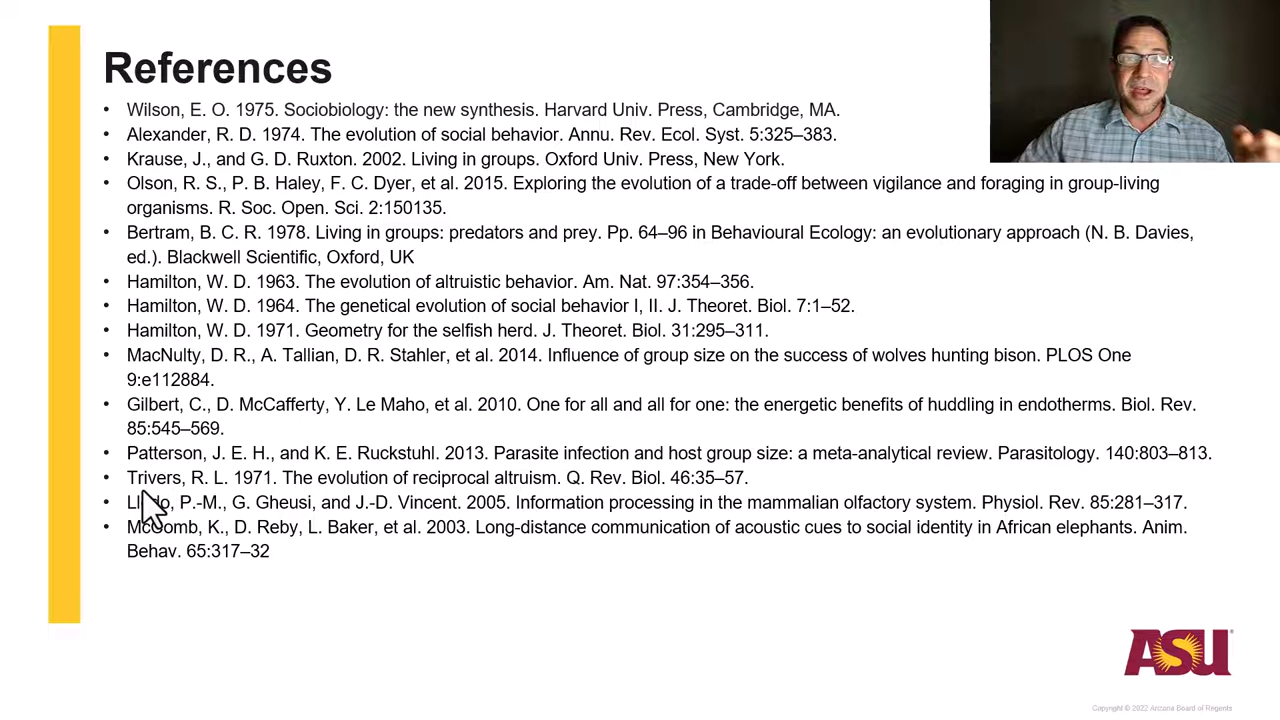 References
• Wilson, E. O. 1975. Sociobiology: the new synthesis. Harvard Univ. Press, Cambridge, MA.
• Alexander, R. D. 1974. The evolution of social behavior. Annu. Rev. Ecol. Syst. 5:325–383.
• Krause, J., and G. D. Ruxton. 2002. Living in groups. Oxford Univ. Press, New York.
• Olson, R. S., P. B. Haley, F. C. Dyer, et al. 2015. Exploring the evolution of a trade-off between vigilance and foraging in group-living
organisms. R. Soc. Open. Sci. 2:150135.
• Bertram, B. C. R. 1978. Living in groups: predators and prey. Pp. 64–96 in Behavioural Ecology: an evolutionary approach (N. B. Davies,
ed.). Blackwell Scientific, Oxford, UK
• Hamilton, W. D. 1963. The evolution of altruistic behavior. Am. Nat. 97:354–356.
• Hamilton, W. D. 1964. The genetical evolution of social behavior I, II. J. Theoret. Biol. 7:1–52.
• Hamilton, W. D. 1971. Geometry for the selfish herd. J. Theoret. Biol. 31:295–311.
• MacNulty, D. R., A. Tallian, D. R. Stahler, et al. 2014. Influence of group size on the success of wolves hunting bison. PLOS One
9:e112884.
• Gilbert, C., D. McCafferty, Y. Le Maho, et al. 2010. One for all and all for one: the energetic benefits of huddling in endotherms. Biol. Rev.
85:545–569.
• Patterson, J. E. H., and K. E. Ruckstuhl. 2013. Parasite infection and host group size: a meta-analytical review. Parasitology. 140:803–813.
• Trivers, R. L. 1971. The evolution of reciprocal altruism. Q. Rev. Biol. 46:35–57.
• P.-M., G. Gheusi, and J.-D. Vincent. 2005. Information processing in the mammalian olfactory system. Physiol. Rev. 85:281–317.
• McComb, K., D. Reby, L. Baker, et al. 2003. Long-distance communication of acoustic cues to social identity in African elephants. Anim.
Behav. 65:317–32
ASU
Copyright © 2022 Arizona Board of Regents